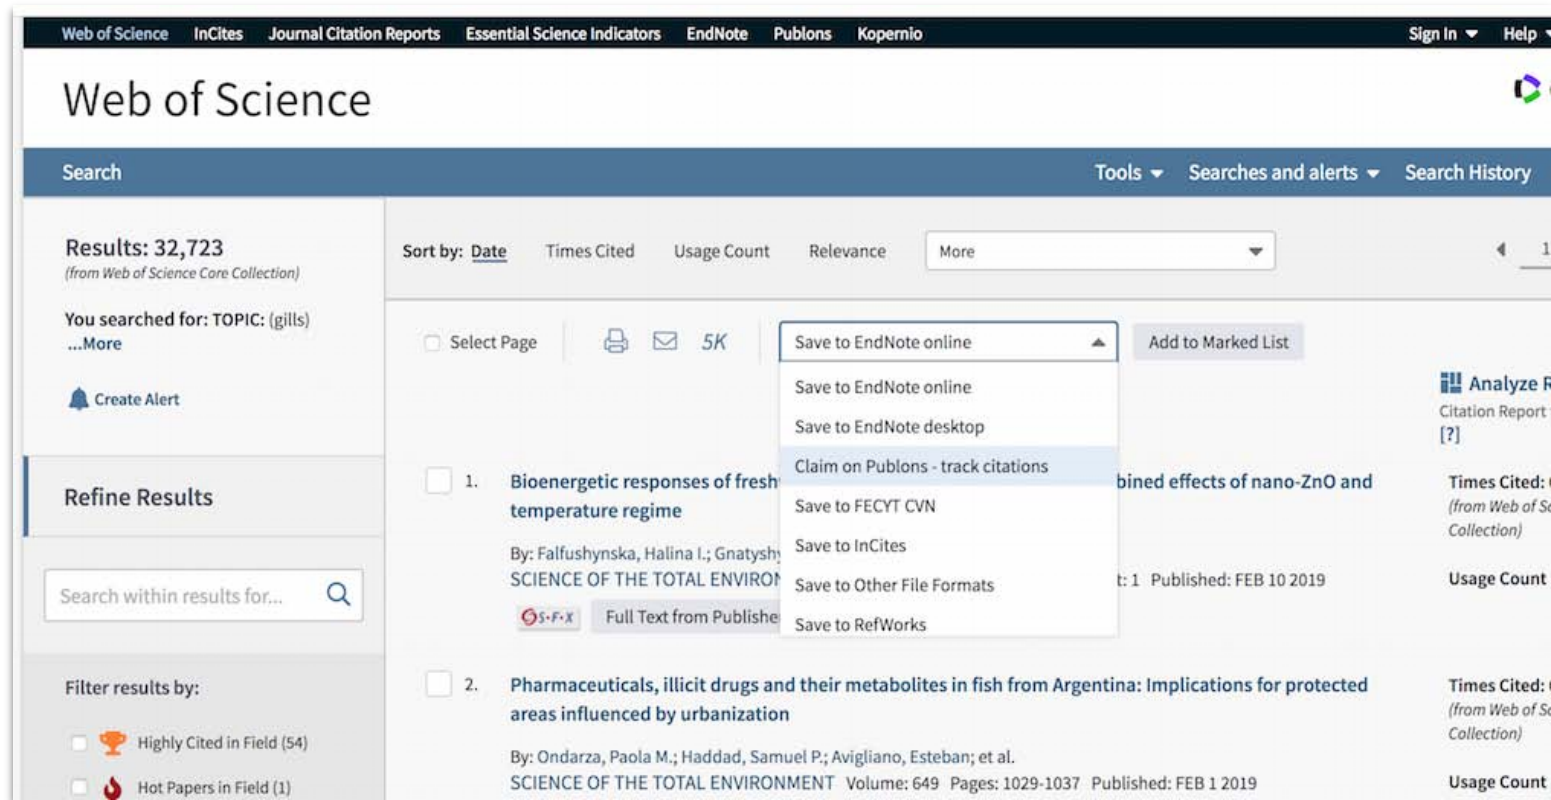 Web of Science InCites Journal Citation Reports Essential Science Indicators EndNote Publons Kopernio Sign In Help
Web of Science
Search Tools Searches and alerts Search History
Results: 32,723
(from Web of Science Core Collection)
You searched for: TOPIC: (gills)
...More
Create Alert
Refine Results
Search within results for...
Filter results by:
Highly Cited in Field (54)
Hot Papers in Field (1)
Sort by: Date Times Cited Usage Count Relevance More 1
Select Page 5K Save to EndNote online Add to Marked List
Save to EndNote online
Save to EndNote desktop
Claim on Publons - track citations
Save to FECYT CVN
Save to InCites
Save to Other File Formats
Save to RefWorks
Analyze R
Citation Report
[?]
1. Bioenergetic responses of fresh bined effects of nano-ZnO and
temperature regime
By: Falfushynska, Halina I.; Gnatyshy
SCIENCE OF THE TOTAL ENVIRON t: 1 Published: FEB 10 2019
S·F·X Full Text from Publishe
Times Cited:
(from Web of Sc
Collection)
Usage Count
2. Pharmaceuticals, illicit drugs and their metabolites in fish from Argentina: Implications for protected
areas influenced by urbanization
By: Ondarza, Paola M.; Haddad, Samuel P.; Avigliano, Esteban; et al.
SCIENCE OF THE TOTAL ENVIRONMENT Volume: 649 Pages: 1029-1037 Published: FEB 1 2019
Times Cited:
(from Web of Sc
Collection)
Usage Count